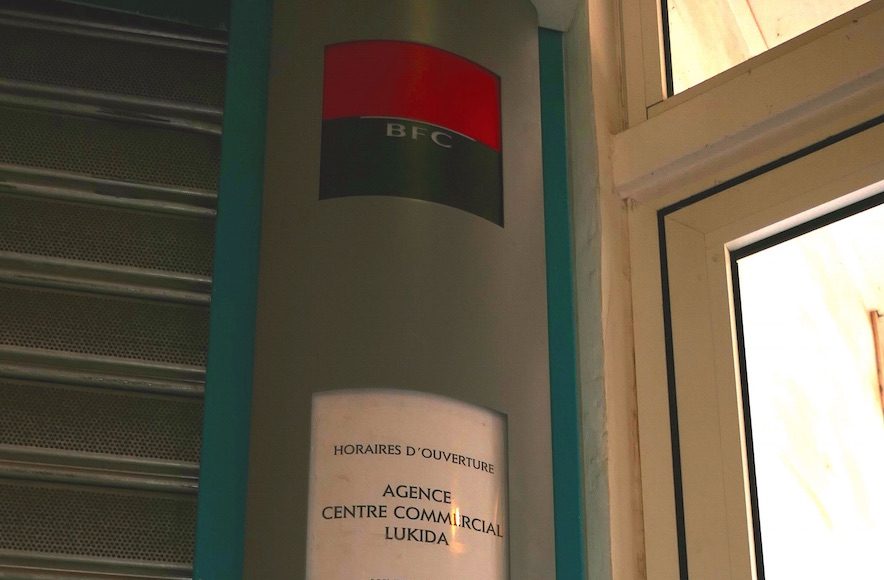 BFC
HORAIRES D'OUVERTURE
AGENCE
CENTRE COMMERCIAL
LUKIDA